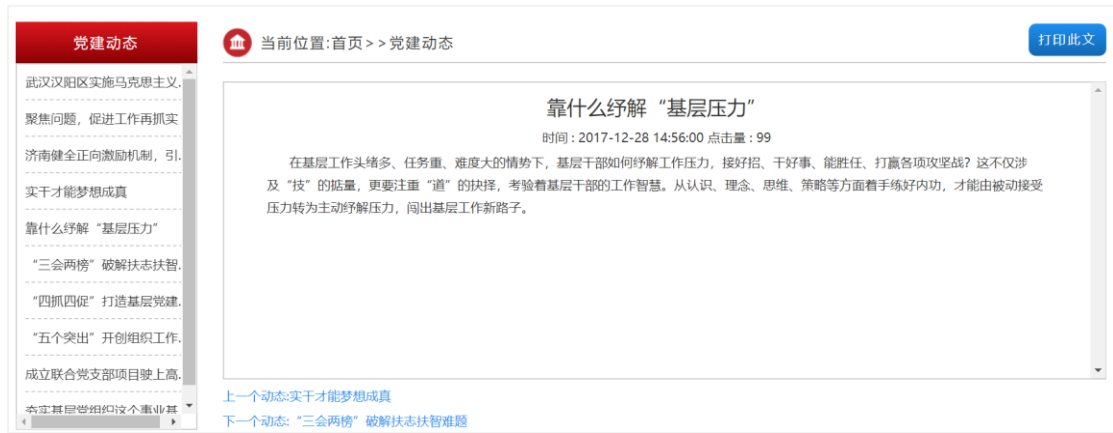 党建动态
武汉汉阳区实施马克思主义.
聚焦问题，促进工作再抓实
济南健全正向激励机制，引.
实干才能梦想成真
靠什么纾解“基层压力”
“三会两榜”破解扶志扶智.
“四抓四促”打造基层党建.
“五个突出”开创组织工作.
成立联合党支部项目驶上高.
夯实基层党组织这个事业基
当前位置:首页>>党建动态
打印此文
靠什么纾解“基层压力”
时间 : 2017-12-28 14:56:00 点击量 : 99
在基层工作头绪多、任务重、难度大的情势下，基层干部如何纾解工作压力，接好招、干好事、能胜任、打赢各项攻坚战？这不仅涉
及“技”的掂量，更要注重“道”的抉择，考验着基层干部的工作智慧。从认识、理念、思维、策略等方面着手练好内功，才能由被动接受
压力转为主动纾解压力，闯出基层工作新路子。
上一个动态:实干才能梦想成真
下一个动态:“三会两榜”破解扶志扶智难题